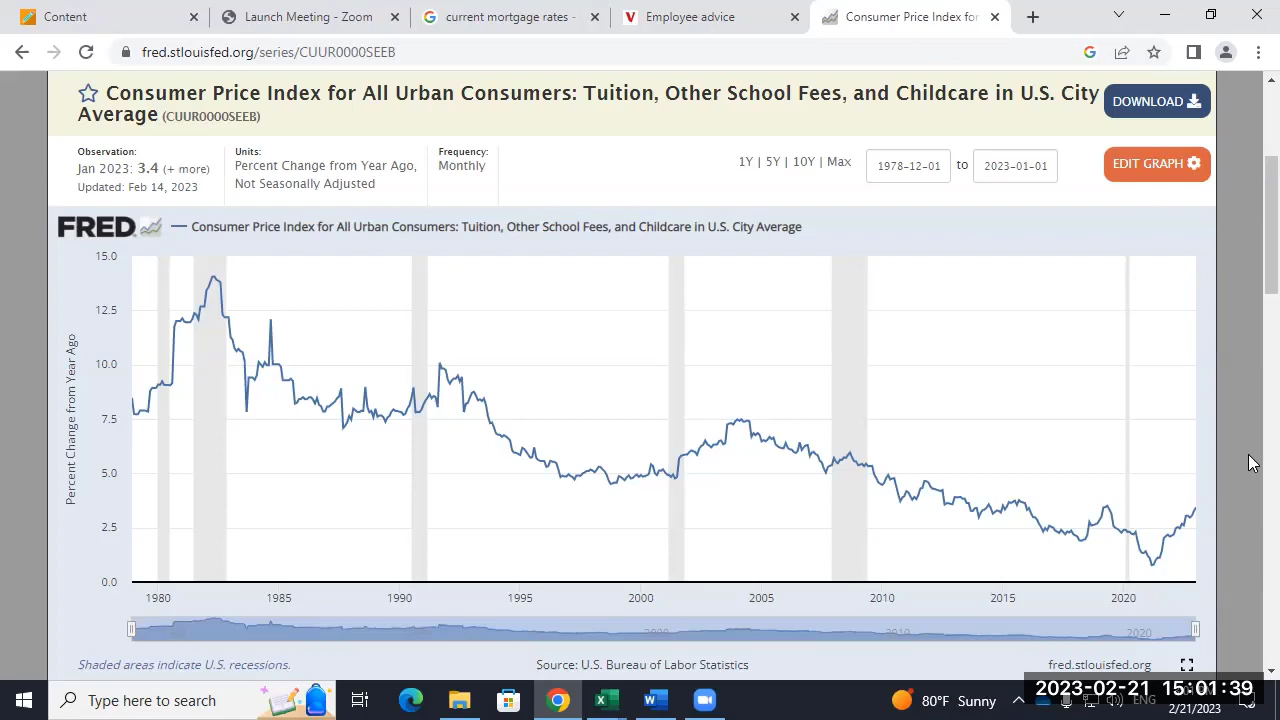 Content
Launch Meeting - Zoom
current mortgage rates -
Employee advices
Consumer Price Index for
fred.stlouisfed.org/series/CUUR0000SEEB
Consumer Price Index for All Urban Consumers: Tuition, Other School Fees, and Childcare in U.S. City
Average (CUUR0000SEEB)
DOWNLOAD
Observation:
Jan 2023: 3.4 (+ more)
Updated: Feb 14, 2023
Units:
Percent Change from Year Ago,
Not Seasonally Adjusted
Frequency:
Monthly
1Y | 5Y | 10Y | Max
1978-12-01 to 2023-01-01
EDIT GRAPH
FRED
Consumer Price Index for All Urban Consumers: Tuition, Other School Fees, and Childcare in U.S. City Average
Percent Change from Year Ago
15.0
12.5
10.0
7.5
5.0
2.5
0.0
1980 1985 1990 1995 2000 2005 2010 2015 2020
2000 2010 2020
Shaded areas indicate U.S. recessions.
Source: U.S. Bureau of Labor Statistics
fred.stlouisfed.org
Type here to search
80°F Sunny
ENG
2023-02-21 15:01:39
2/21/2023